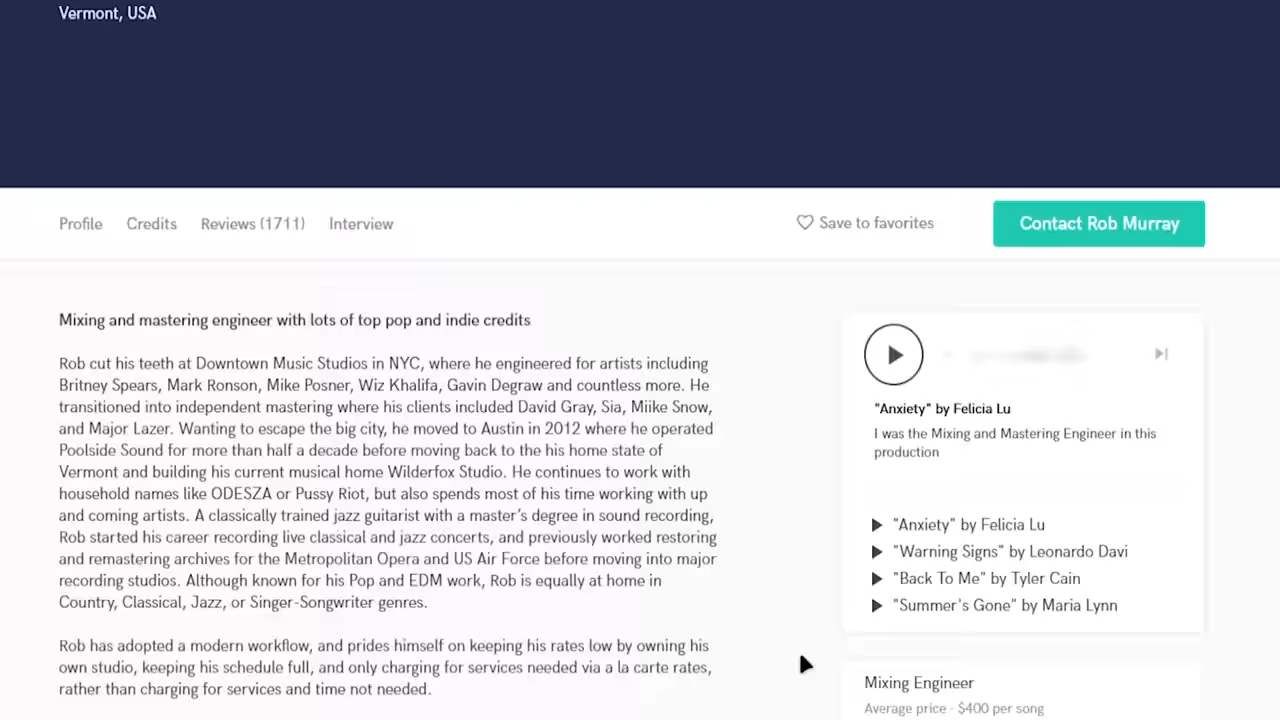 Vermont, USA
Profile
Credits
Reviews (1711)
Interview
Save to favorites
Contact Rob Murray
Mixing and mastering engineer with lots of top pop and indie credits
Rob cut his teeth at Downtown Music Studios in NYC, where he engineered for artists including
Britney Spears, Mark Ronson, Mike Posner, Wiz Khalifa, Gavin Degraw and countless more. He
transitioned into independent mastering where his clients included David Gray, Sia, Miike Snow,
and Major Lazer. Wanting to escape the big city, he moved to Austin in 2012 where he operated
Poolside Sound for more than half a decade before moving back to the his home state of
Vermont and building his current musical home Wilderfox Studio. He continues to work with
household names like ODESZA or Pussy Riot, but also spends most of his time working with up
and coming artists. A classically trained jazz guitarist with a master's degree in sound recording,
Rob started his career recording live classical and jazz concerts, and previously worked restoring
and remastering archives for the Metropolitan Opera and US Air Force before moving into major
recording studios. Although known for his Pop and EDM work, Rob is equally at home in
Country, Classical, Jazz, or Singer-Songwriter genres.
Rob has adopted a modern workflow, and prides himself on keeping his rates low by owning his
own studio, keeping his schedule full, and only charging for services needed via a la carte rates,
rather than charging for services and time not needed.
"Anxiety" by Felicia Lu
I was the Mixing and Mastering Engineer in this
production
"Anxiety" by Felicia Lu
"Warning Signs" by Leonardo Davi
"Back To Me" by Tyler Cain
"Summer's Gone" by Maria Lynn
Mixing Engineer
Average price - $400 per song